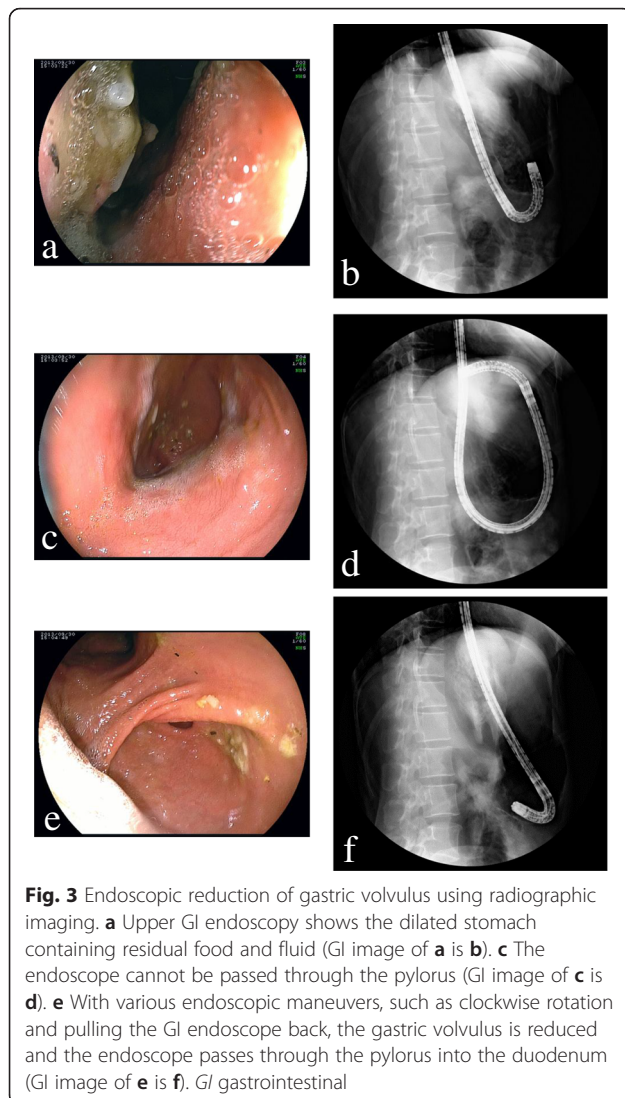 a
b
c
d
e
f
Fig. 3 Endoscopic reduction of gastric volvulus using radiographic
imaging. a Upper GI endoscopy shows the dilated stomach
containing residual food and fluid (GI image of a is b). c The
endoscope cannot be passed through the pylorus (GI image of c is
d). e With various endoscopic maneuvers, such as clockwise rotation
and pulling the GI endoscope back, the gastric volvulus is reduced
and the endoscope passes through the pylorus into the duodenum
(GI image of e is f). GI gastrointestinal